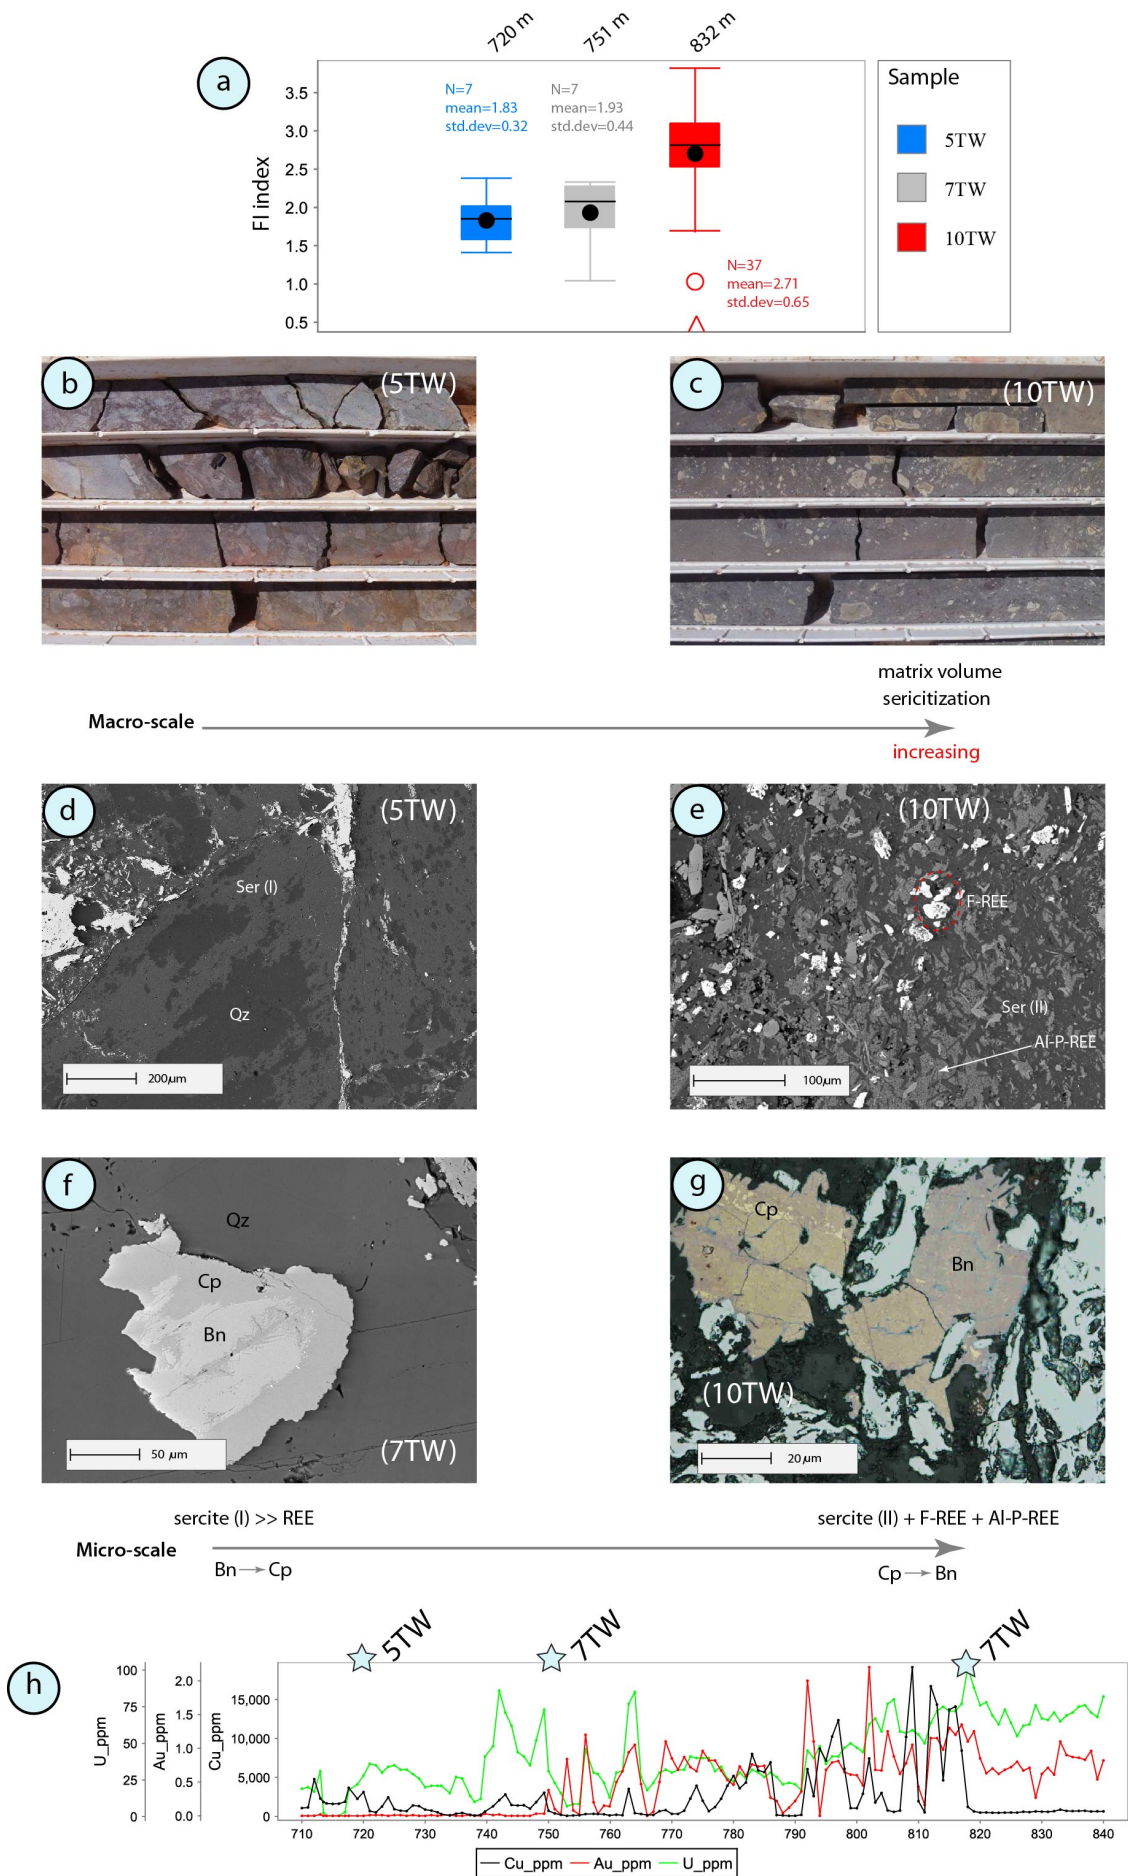 a
720 m
751 m
832 m
N=7
mean=1.83
std.dev=0.32
N=7
mean=1.93
std.dev=0.44
N=37
mean=2.71
std.dev=0.65
FI index
3.5
3.0
2.5
2.0
1.5
1.0
0.5
Sample
5TW
7TW
10TW
b
(5TW)
c
(10TW)
matrix volume
sericitization
Macro-scale
increasing
d
(5TW)
Ser (I)
Qz
200µm
e
(10TW)
F-REE
Ser (II)
Al-P-REE
100µm
f
Qz
Cp
Bn
(7TW)
50 µm
g
Cp
Bn
(10TW)
20 µm
sercite (I) >> REE
sercite (II) + F-REE + Al-P-REE
Micro-scale
Bn → Cp
Cp → Bn
h
5TW
7TW
7TW
U_ppm
100
75
50
25
0
Au_ppm
2.0
1.5
1.0
0.5
0.0
Cu_ppm
15,000
10,000
5,000
0
710 720 730 740 750 760 770 780 790 800 810 820 830 840
Cu_ppm Au_ppm U_ppm